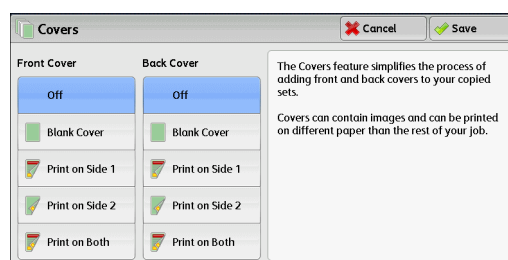 Covers
Cancel
Save
Front Cover
Off
Blank Cover
Print on Side 1
Print on Side 2
Print on Both
Back Cover
Off
Blank Cover
Print on Side 1
Print on Side 2
Print on Both
The Covers feature simplifies the process of
adding front and back covers to your copied
sets.
Covers can contain images and can be printed
on different paper than the rest of your job.